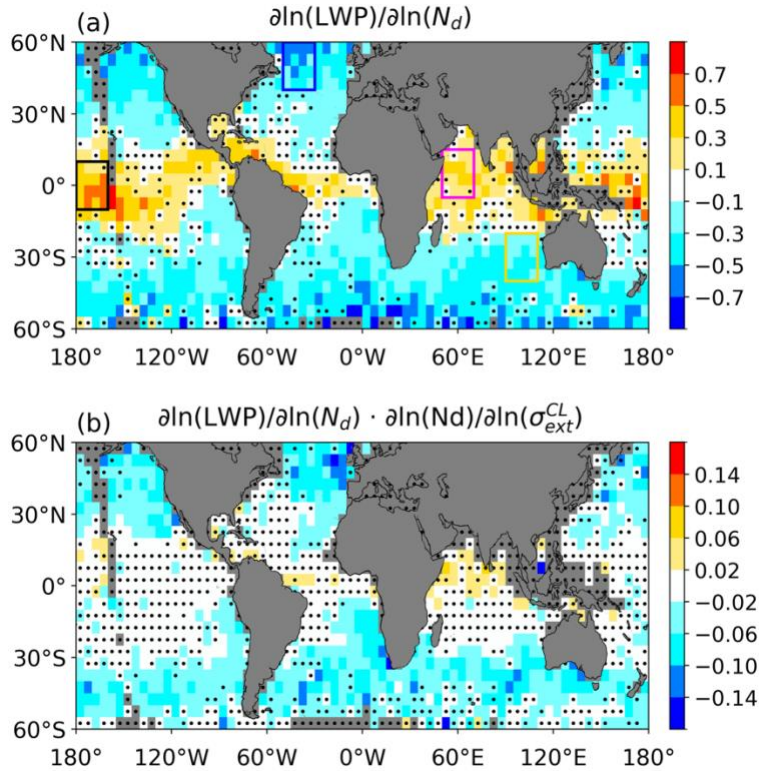 (a)
∂ln(LWP)/∂ln(N_d)
60°N
30°N
0°
30°S
60°S
180° 120°W 60°W 0°W 60°E 120°E 180°
0.7
0.5
0.3
0.1
−0.1
−0.3
−0.5
−0.7
(b)
∂ln(LWP)/∂ln(N_d) · ∂ln(Nd)/∂ln(σ_ext^CL)
60°N
30°N
0°
30°S
60°S
180° 120°W 60°W 0°W 60°E 120°E 180°
0.14
0.10
0.06
0.02
−0.02
−0.06
−0.10
−0.14